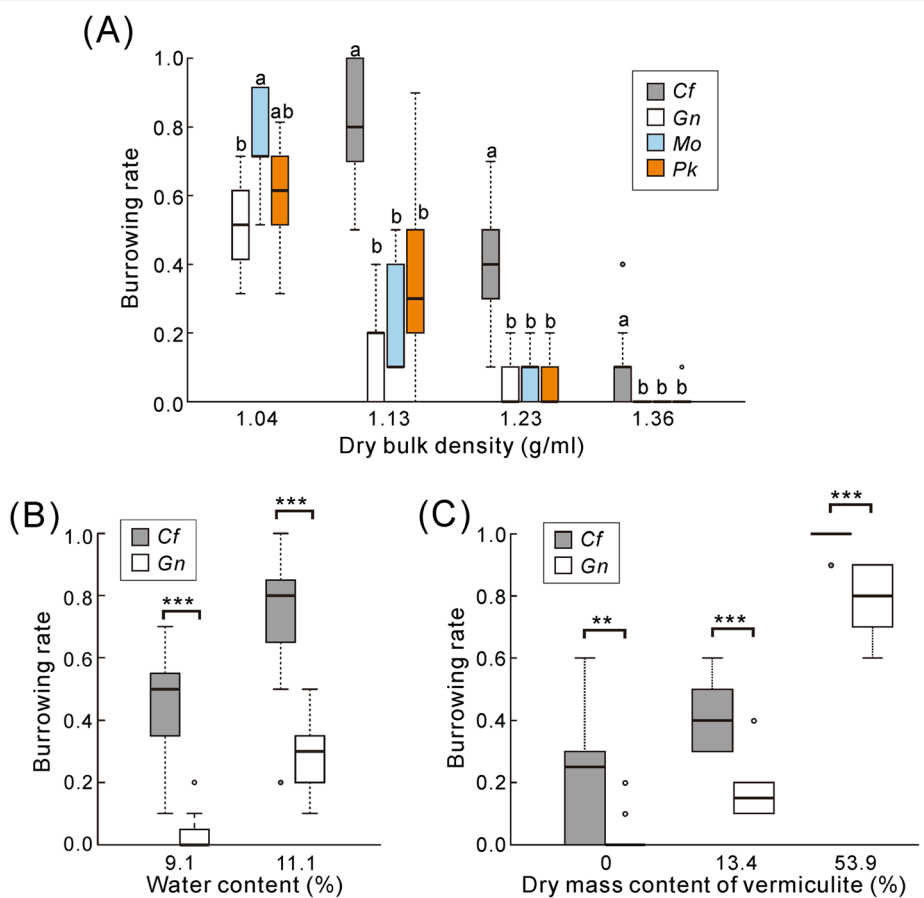 (A)
Burrowing rate
1.0
0.8
0.6
0.4
0.2
0.0
b
a
ab
a
b
b
b
a
b
b
b
a
b
b
b
Cf
Gn
Mo
Pk
1.04
1.13
1.23
1.36
Dry bulk density (g/ml)
(B)
Burrowing rate
1.0
0.8
0.6
0.4
0.2
0.0
Cf
Gn
***
***
9.1
11.1
Water content (%)
(C)
Burrowing rate
1.0
0.8
0.6
0.4
0.2
0.0
Cf
Gn
**
***
***
0
13.4
53.9
Dry mass content of vermiculite (%)